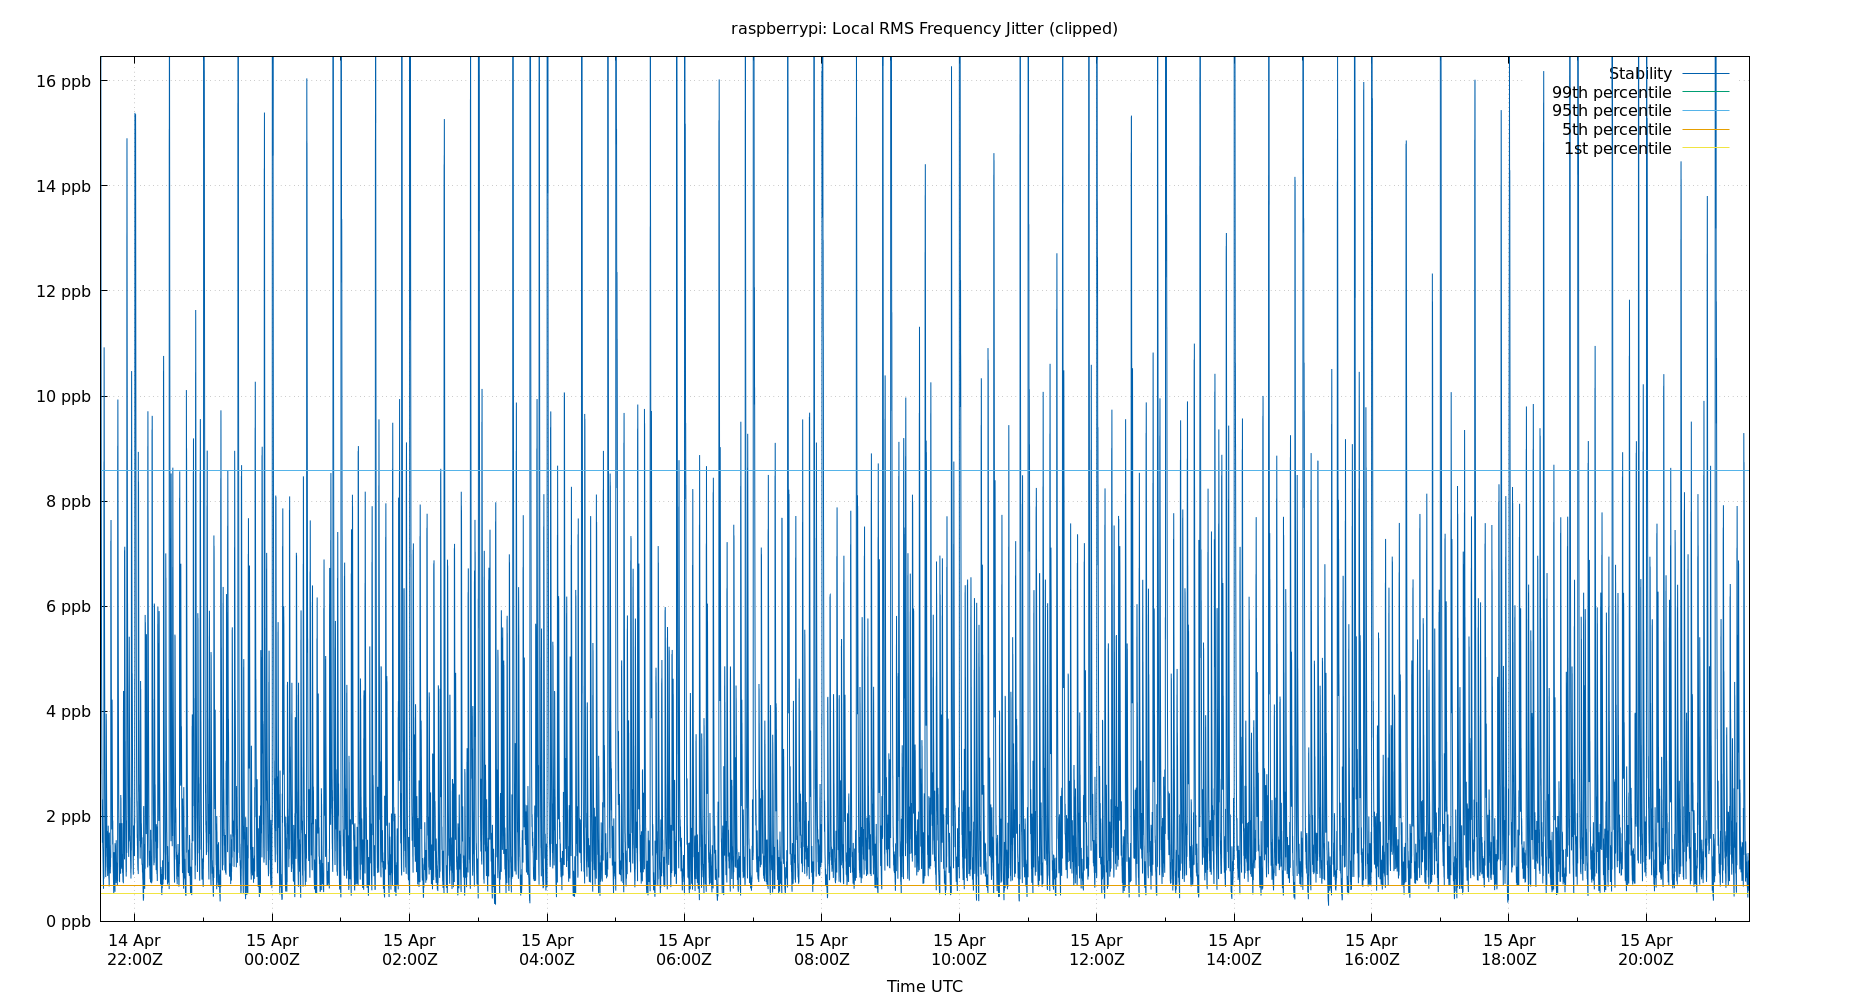 raspberrypi: Local RMS Frequency Jitter (clipped)
Stability
99th percentile
95th percentile
5th percentile
1st percentile
16 ppb
14 ppb
12 ppb
10 ppb
8 ppb
6 ppb
4 ppb
2 ppb
0 ppb
14 Apr 15 Apr 15 Apr 15 Apr 15 Apr 15 Apr 15 Apr 15 Apr 15 Apr 15 Apr 15 Apr 15 Apr
22:00Z 00:00Z 02:00Z 04:00Z 06:00Z 08:00Z 10:00Z 12:00Z 14:00Z 16:00Z 18:00Z 20:00Z
Time UTC